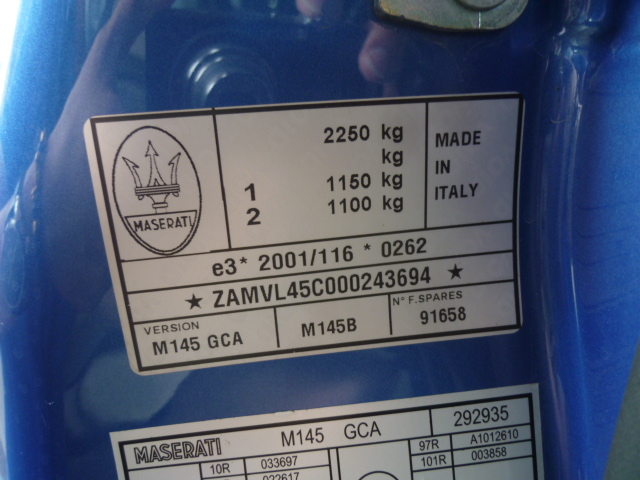 2250 kg
kg
1 1150 kg
2 1100 kg
MADE
IN
ITALY
MASERATI
e3* 2001/116 * 0262
★ ZAMVL45C000243694 ★
VERSION
M145 GCA
M145B
N° F.SPARES
91658
MASERATI M145 GCA 292935
10R 033697 97R A1012610
022617 101R 003858